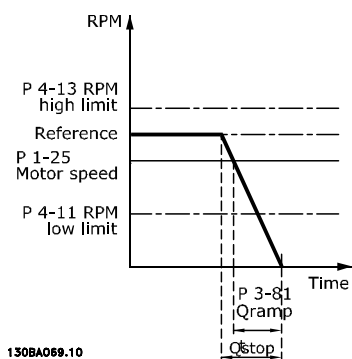 RPM
P 4-13 RPM
high limit
Reference
P 1-25
Motor speed
P 4-11 RPM
low limit
Time
P 3-81
Qramp
Qstop
130BA069.10